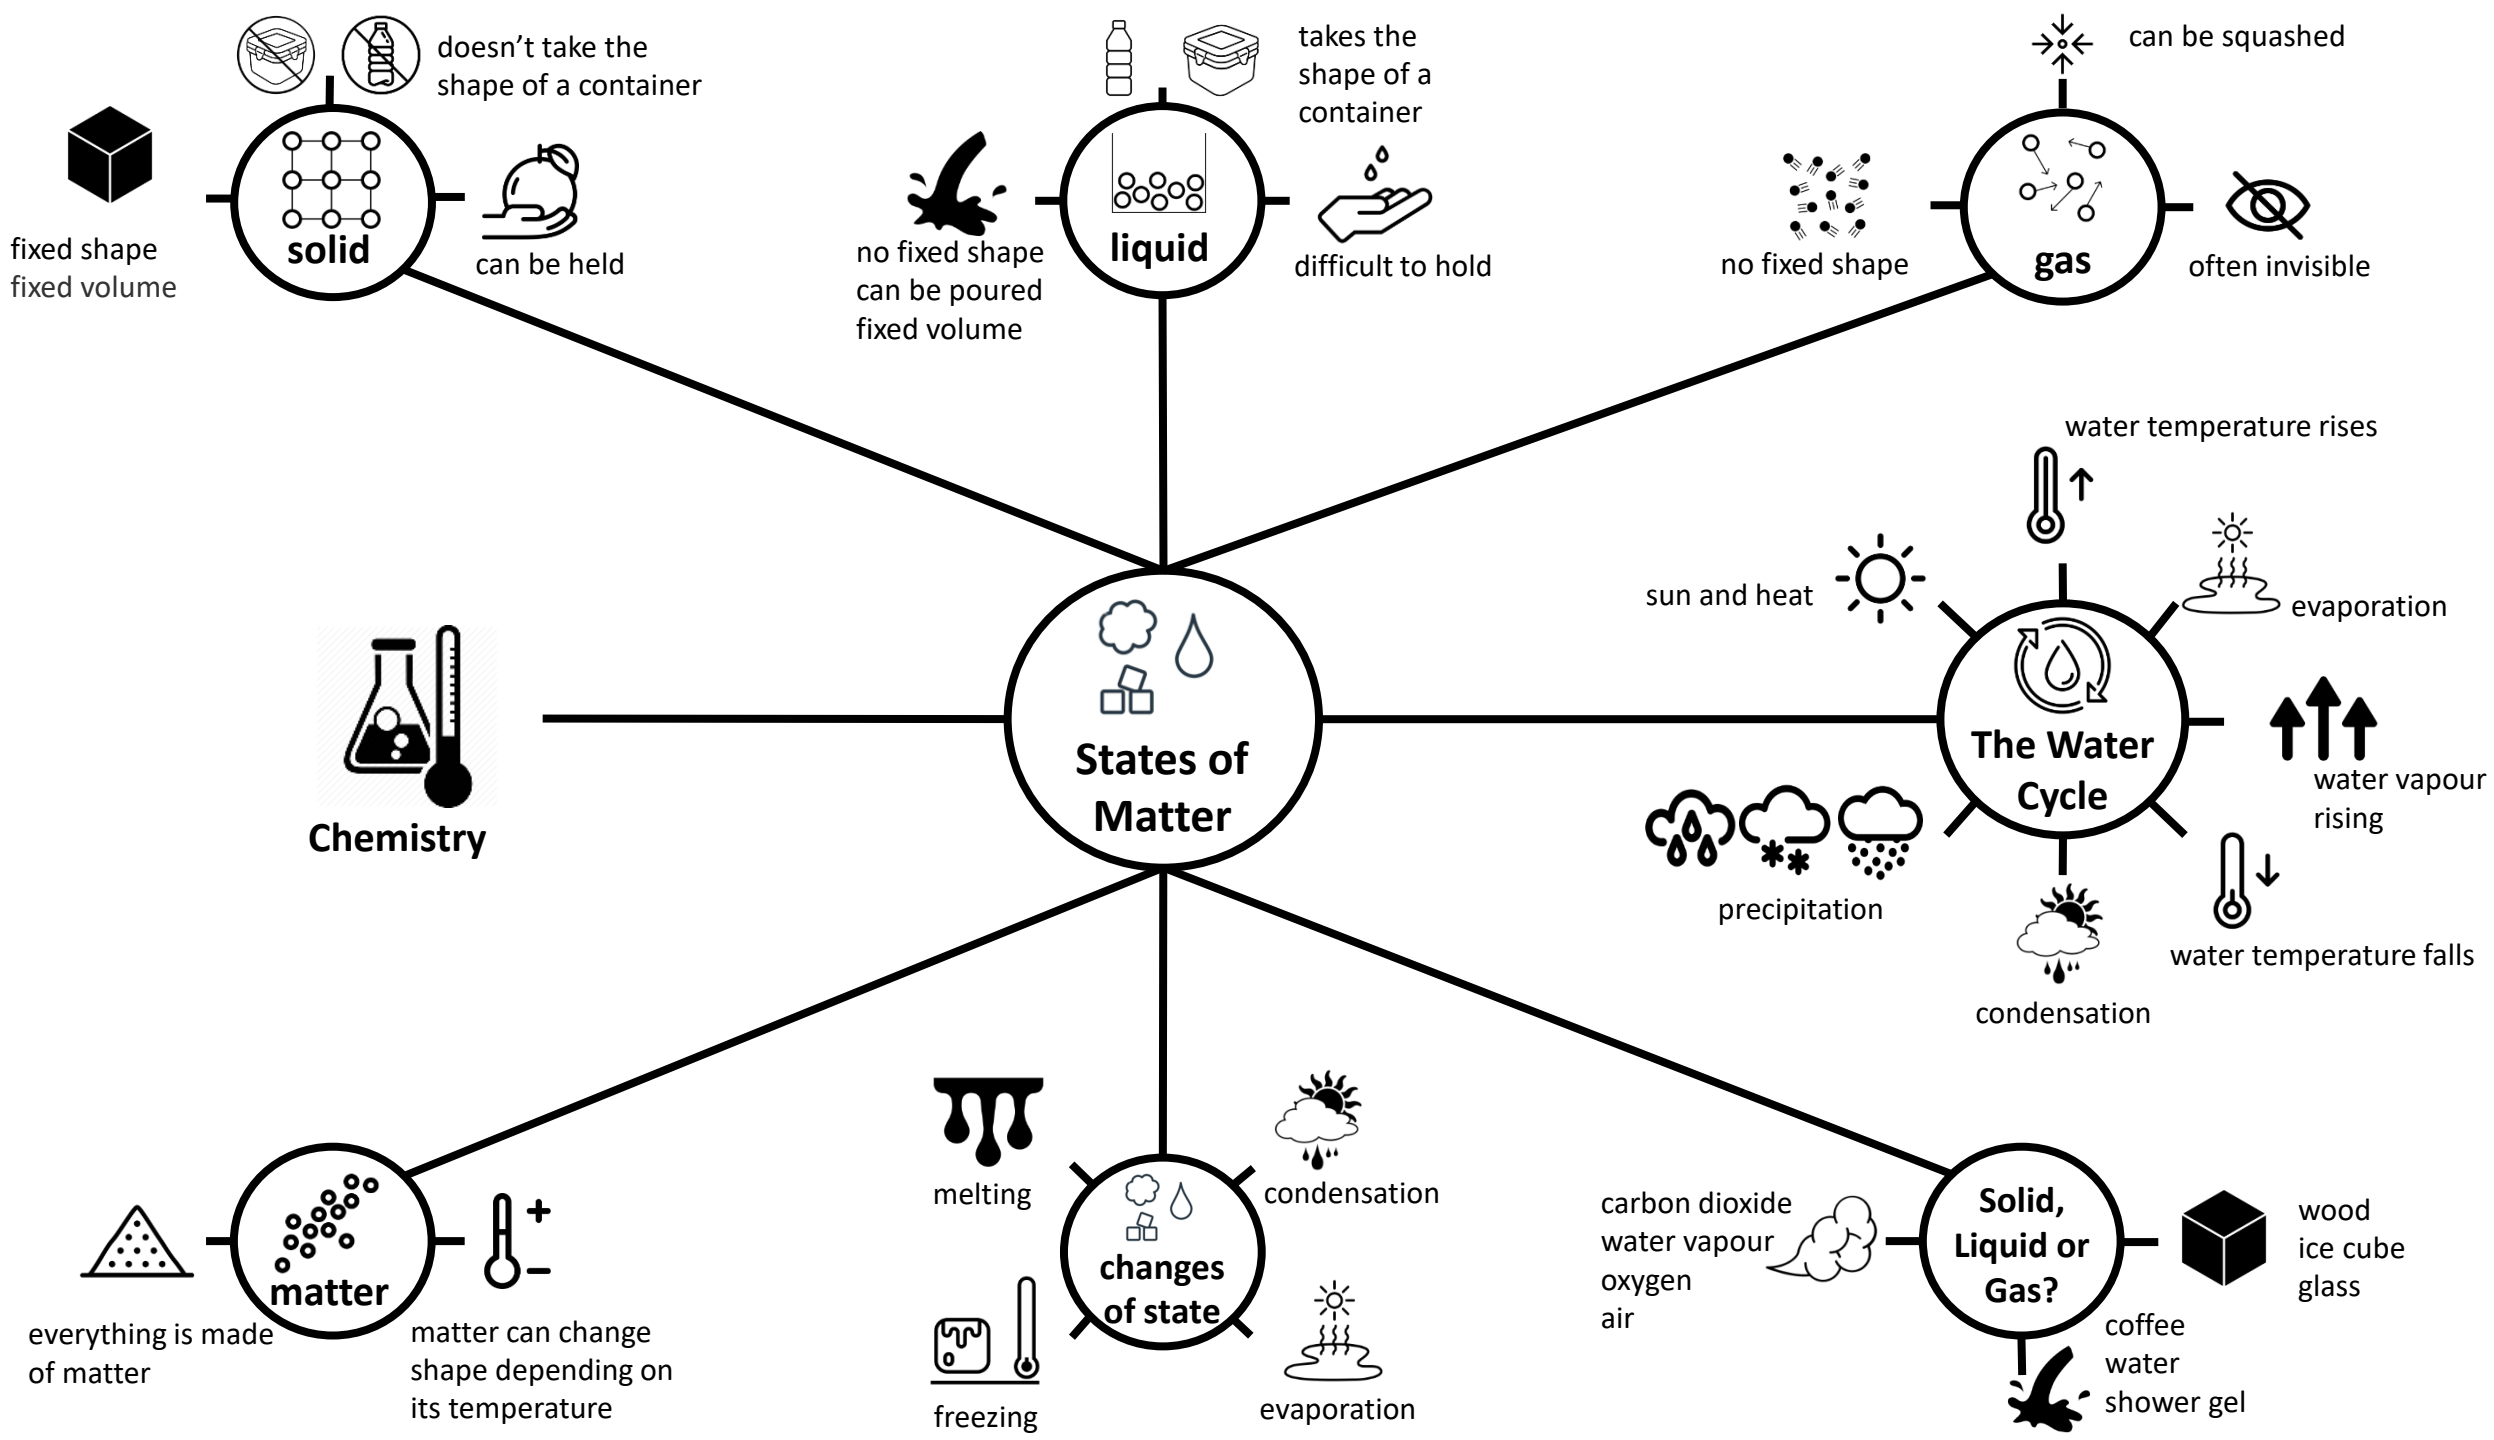 doesn't take the
shape of a container
fixed shape
fixed volume
solid
can be held
takes the
shape of a
container
no fixed shape
can be poured
fixed volume
liquid
difficult to hold
can be squashed
no fixed shape
gas
often invisible
Chemistry
States of
Matter
water temperature rises
sun and heat
evaporation
The Water
Cycle
water vapour
rising
precipitation
water temperature falls
condensation
matter
everything is made
of matter
matter can change
shape depending on
its temperature
melting
condensation
changes
of state
freezing
evaporation
Solid,
Liquid or
Gas?
carbon dioxide
water vapour
oxygen
air
wood
ice cube
glass
coffee
water
shower gel